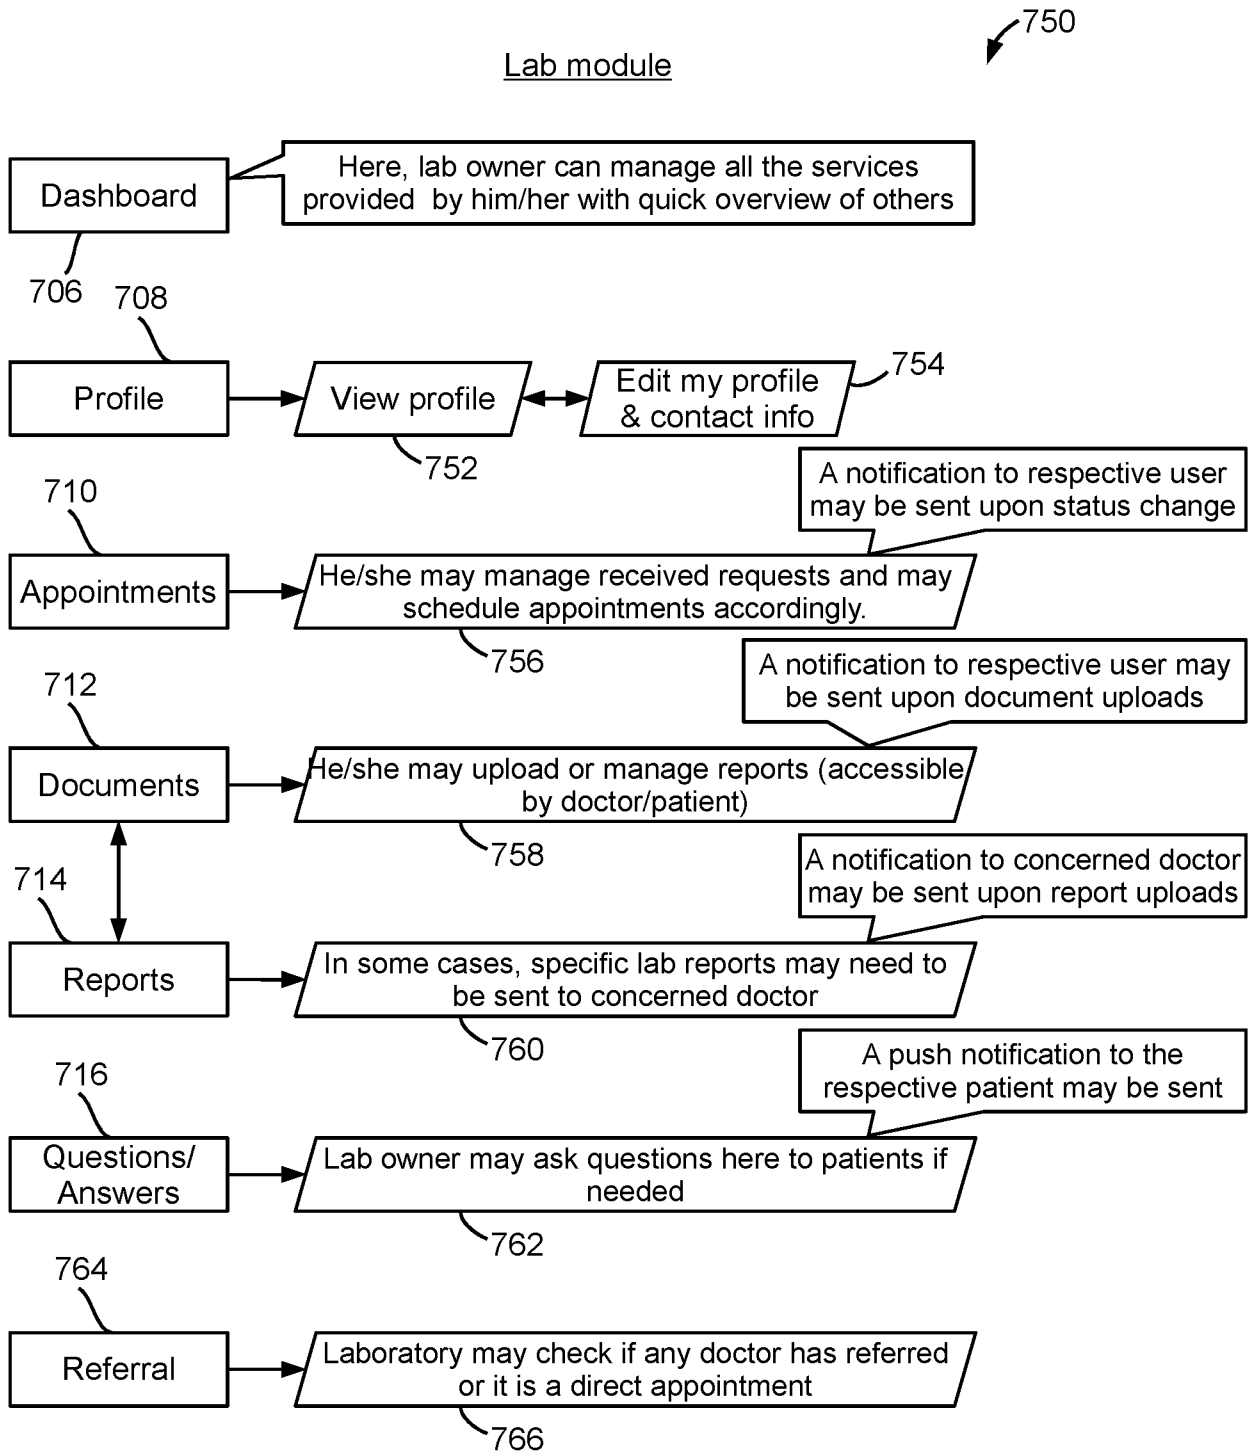 750
Lab module
Here, lab owner can manage all the services
provided by him/her with quick overview of others
Dashboard
706
708
Profile
View profile
Edit my profile
& contact info
754
752
A notification to respective user
may be sent upon status change
710
Appointments
He/she may manage received requests and may
schedule appointments accordingly.
756
A notification to respective user may
be sent upon document uploads
712
Documents
He/she may upload or manage reports (accessible
by doctor/patient)
758
A notification to concerned doctor
may be sent upon report uploads
714
Reports
In some cases, specific lab reports may need to
be sent to concerned doctor
760
A push notification to the
respective patient may be sent
716
Questions/
Answers
Lab owner may ask questions here to patients if
needed
762
764
Referral
Laboratory may check if any doctor has referred
or it is a direct appointment
766